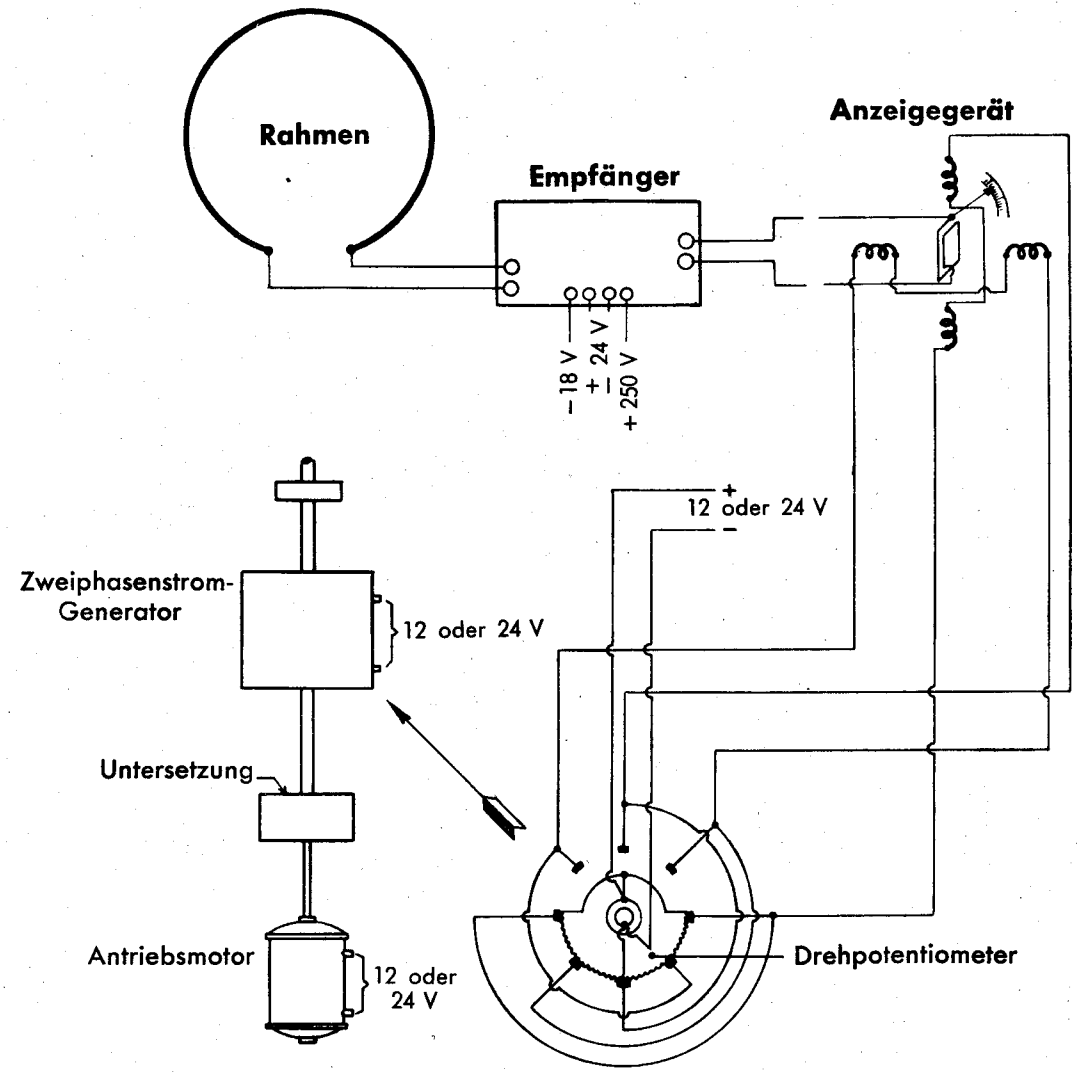 Rahmen
Anzeigegerät
Empfänger
– 18 V
+ 24 V –
+ 250 V
+
12 oder 24 V
–
Zweiphasenstrom-
Generator
12 oder 24 V
Untersetzung
Antriebsmotor
12 oder
24 V
Drehpotentiometer